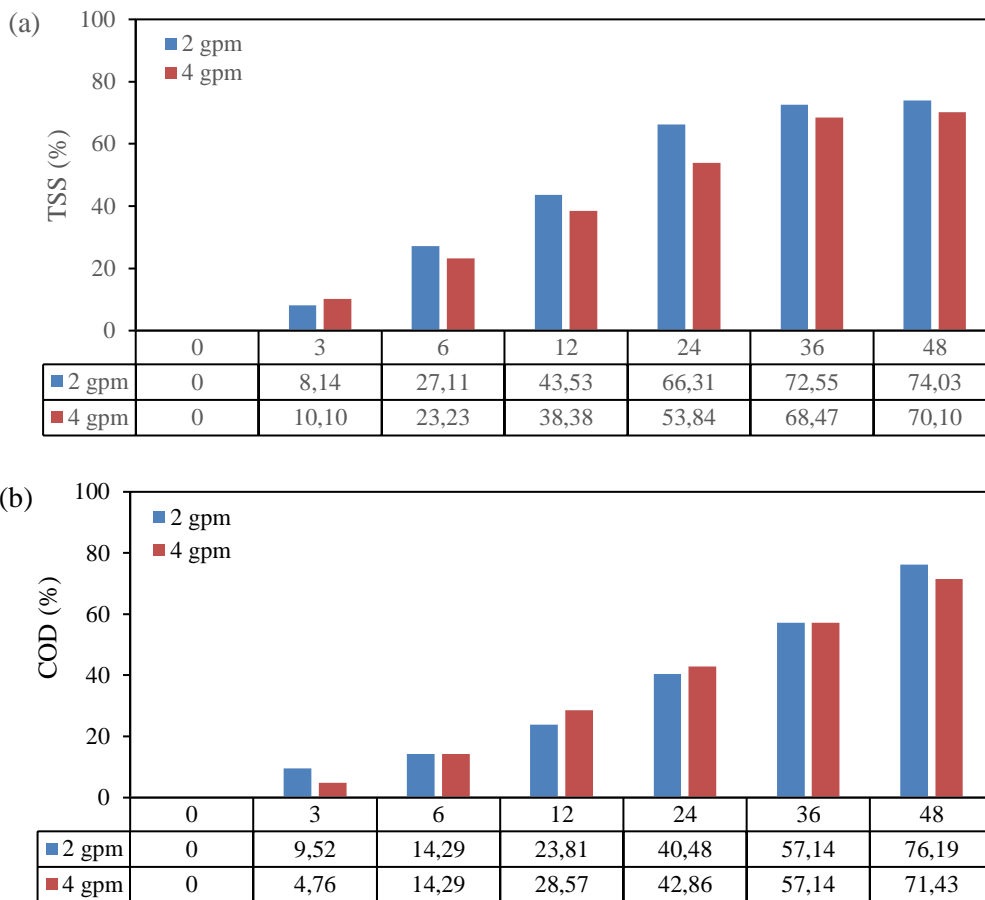 (a)
100
80
60
40
20
0
TSS (%)
2 gpm
4 gpm
0 3 6 12 24 36 48
2 gpm 0 8,14 27,11 43,53 66,31 72,55 74,03
4 gpm 0 10,10 23,23 38,38 53,84 68,47 70,10
(b)
100
80
60
40
20
0
COD (%)
2 gpm
4 gpm
0 3 6 12 24 36 48
2 gpm 0 9,52 14,29 23,81 40,48 57,14 76,19
4 gpm 0 4,76 14,29 28,57 42,86 57,14 71,43